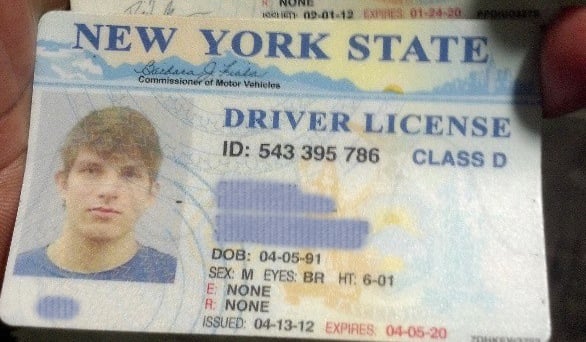 R: NONE
ISSUED: 02-01-12 EXPIRES: 01-24-20
NEW YORK STATE
Barbara J. Fiala
Commissioner of Motor Vehicles
DRIVER LICENSE
ID: 543 395 786 CLASS D
DOB: 04-05-91
SEX: M EYES: BR HT: 6-01
E: NONE
R: NONE
ISSUED: 04-13-12 EXPIRES: 04-05-20